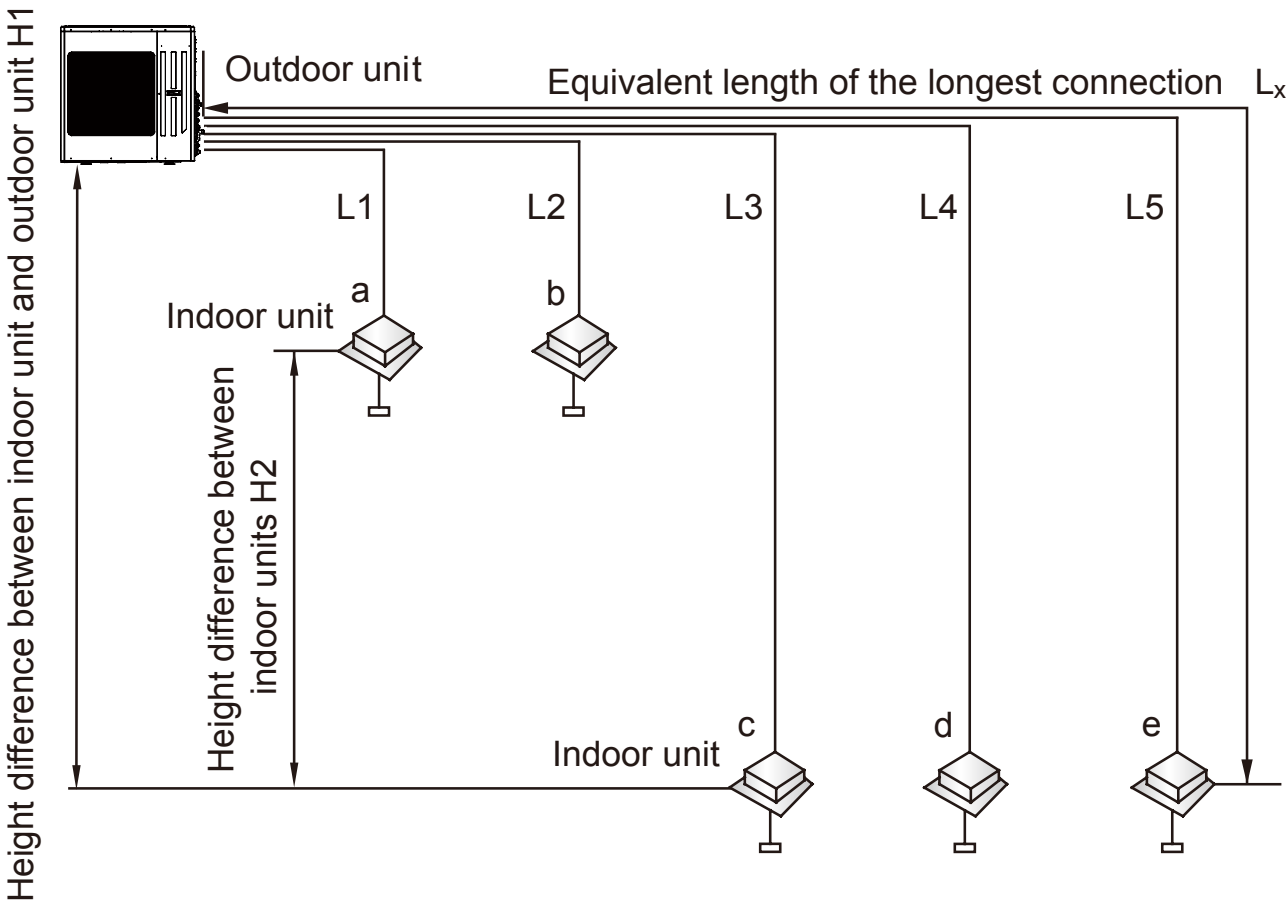 Height difference between indoor unit and outdoor unit H1
Outdoor unit
Equivalent length of the longest connection Lₓ
L1
L2
L3
L4
L5
a
b
Indoor unit
Height difference between
indoor units H2
c
d
e
Indoor unit